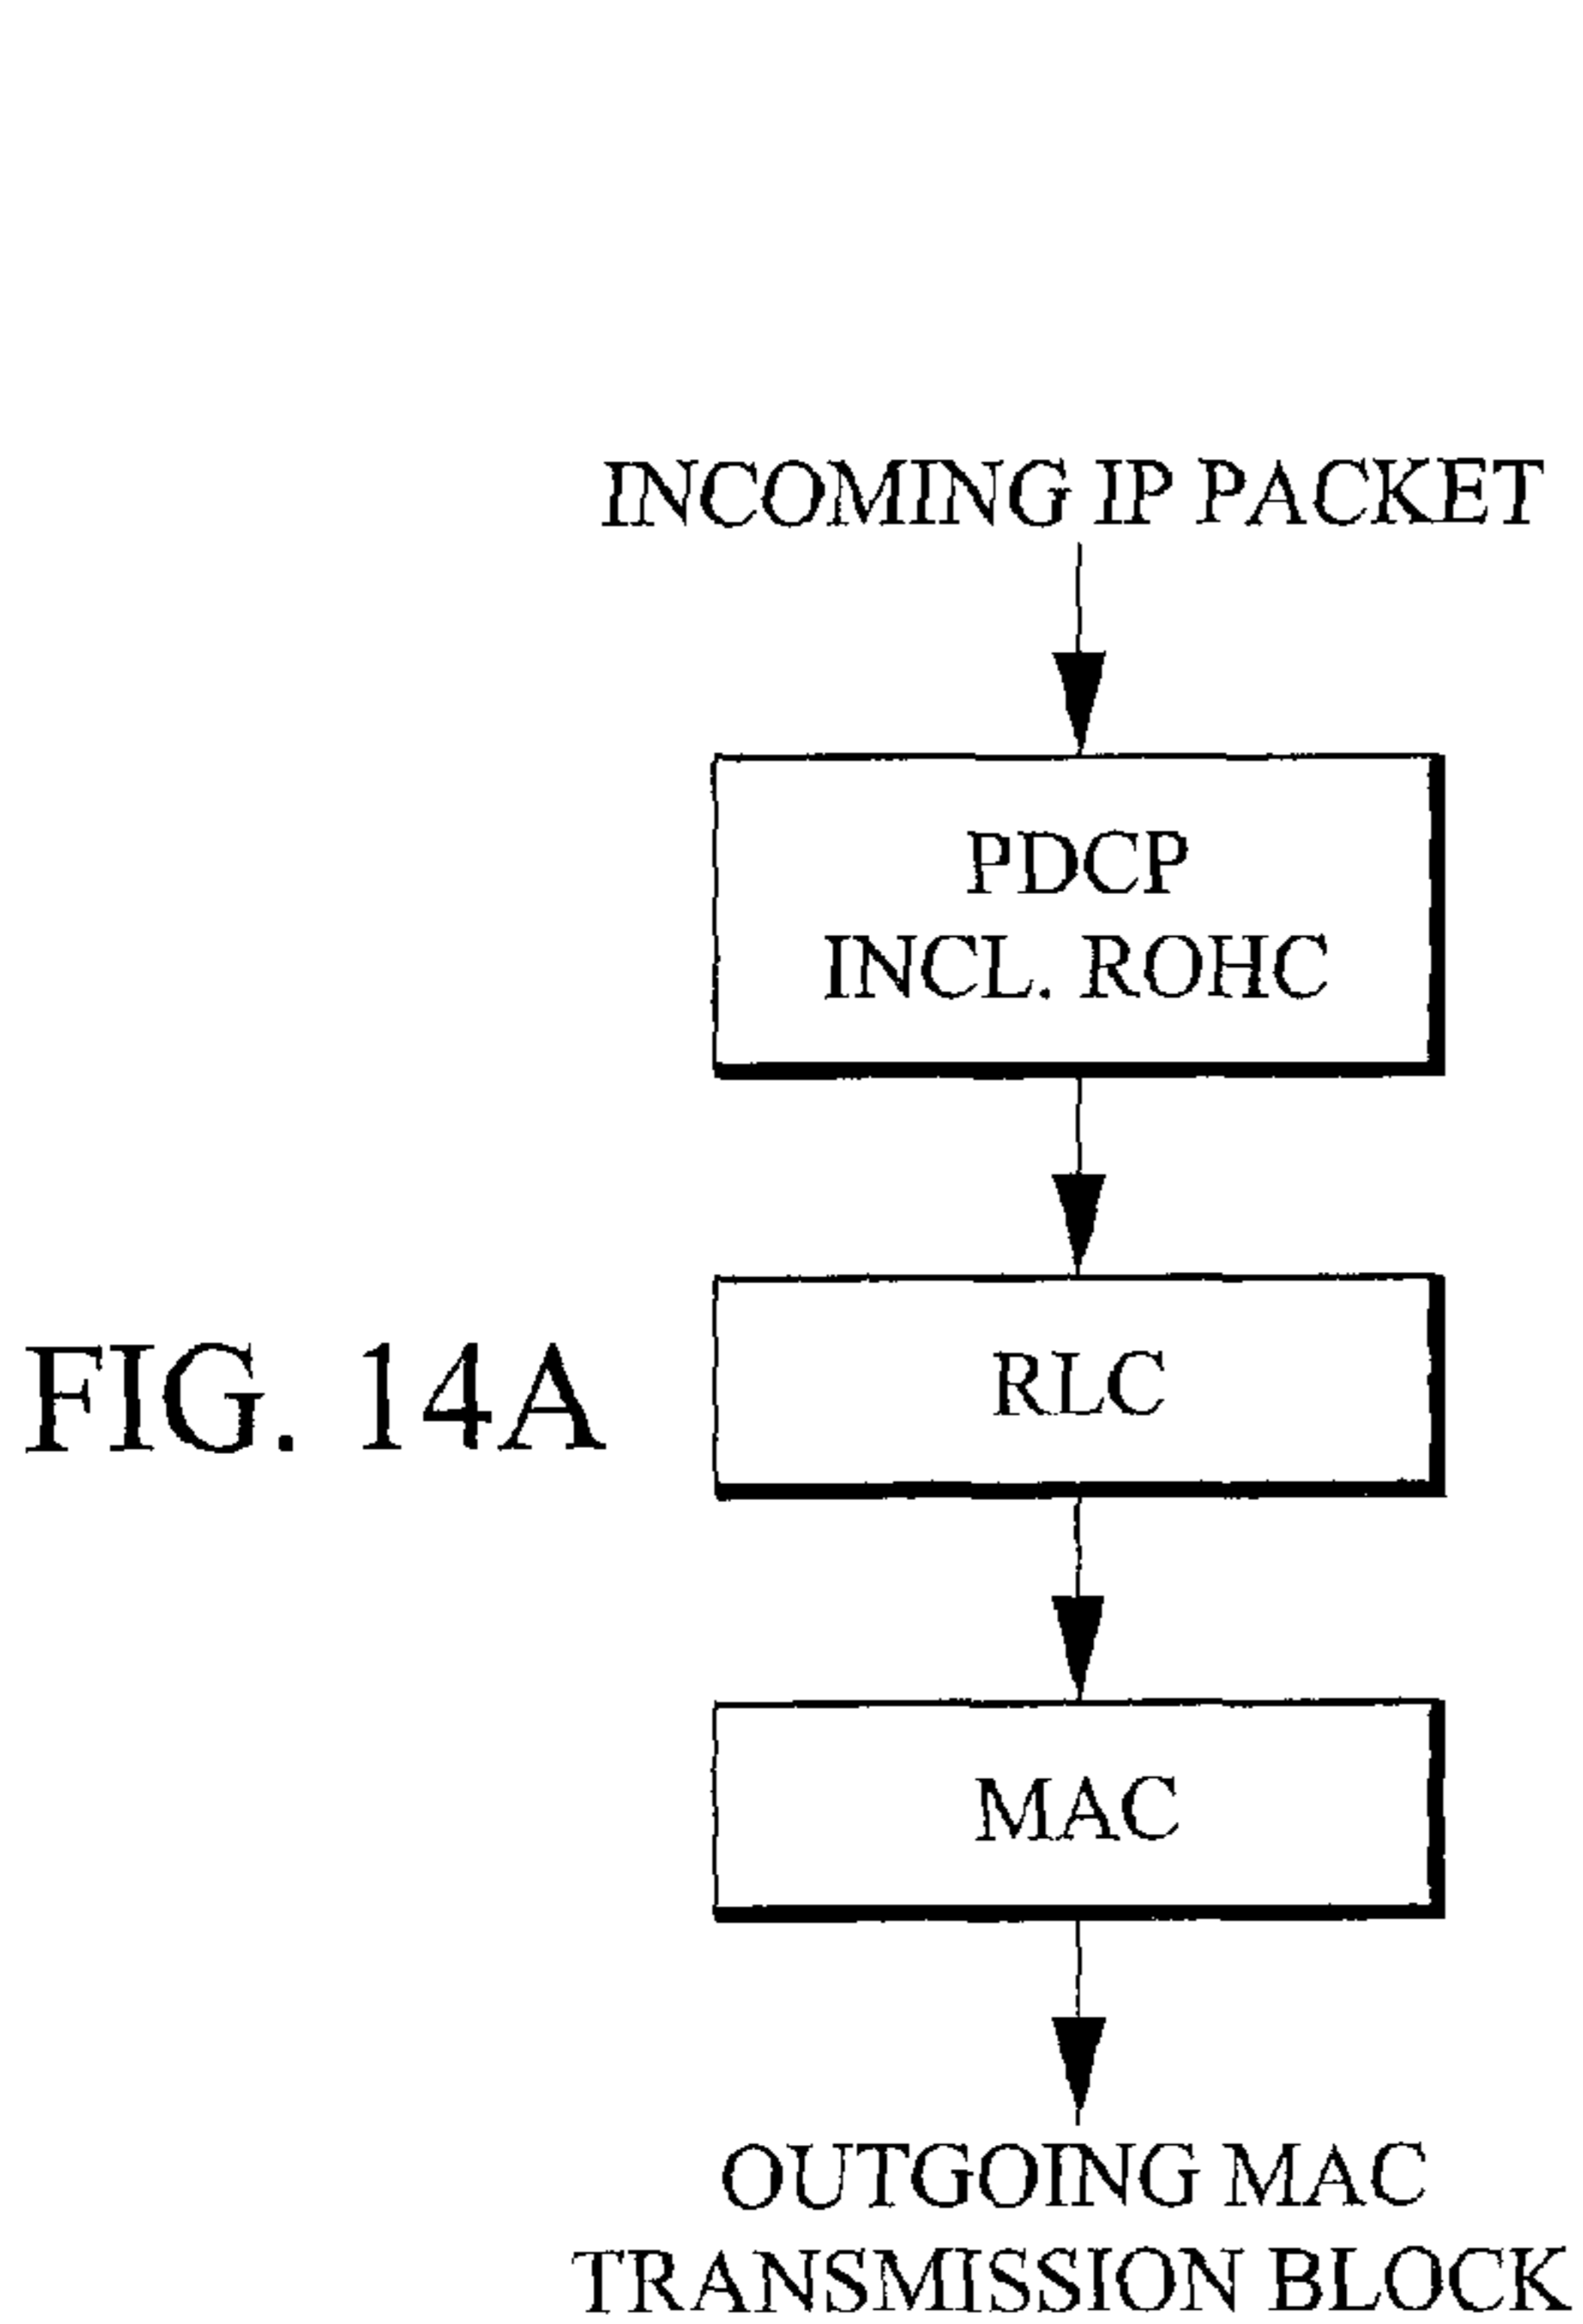 INCOMING IP PACKET
PDCP
INCL. ROHC
FIG. 14A
RLC
MAC
OUTGOING MAC
TRANSMISSION BLOCK